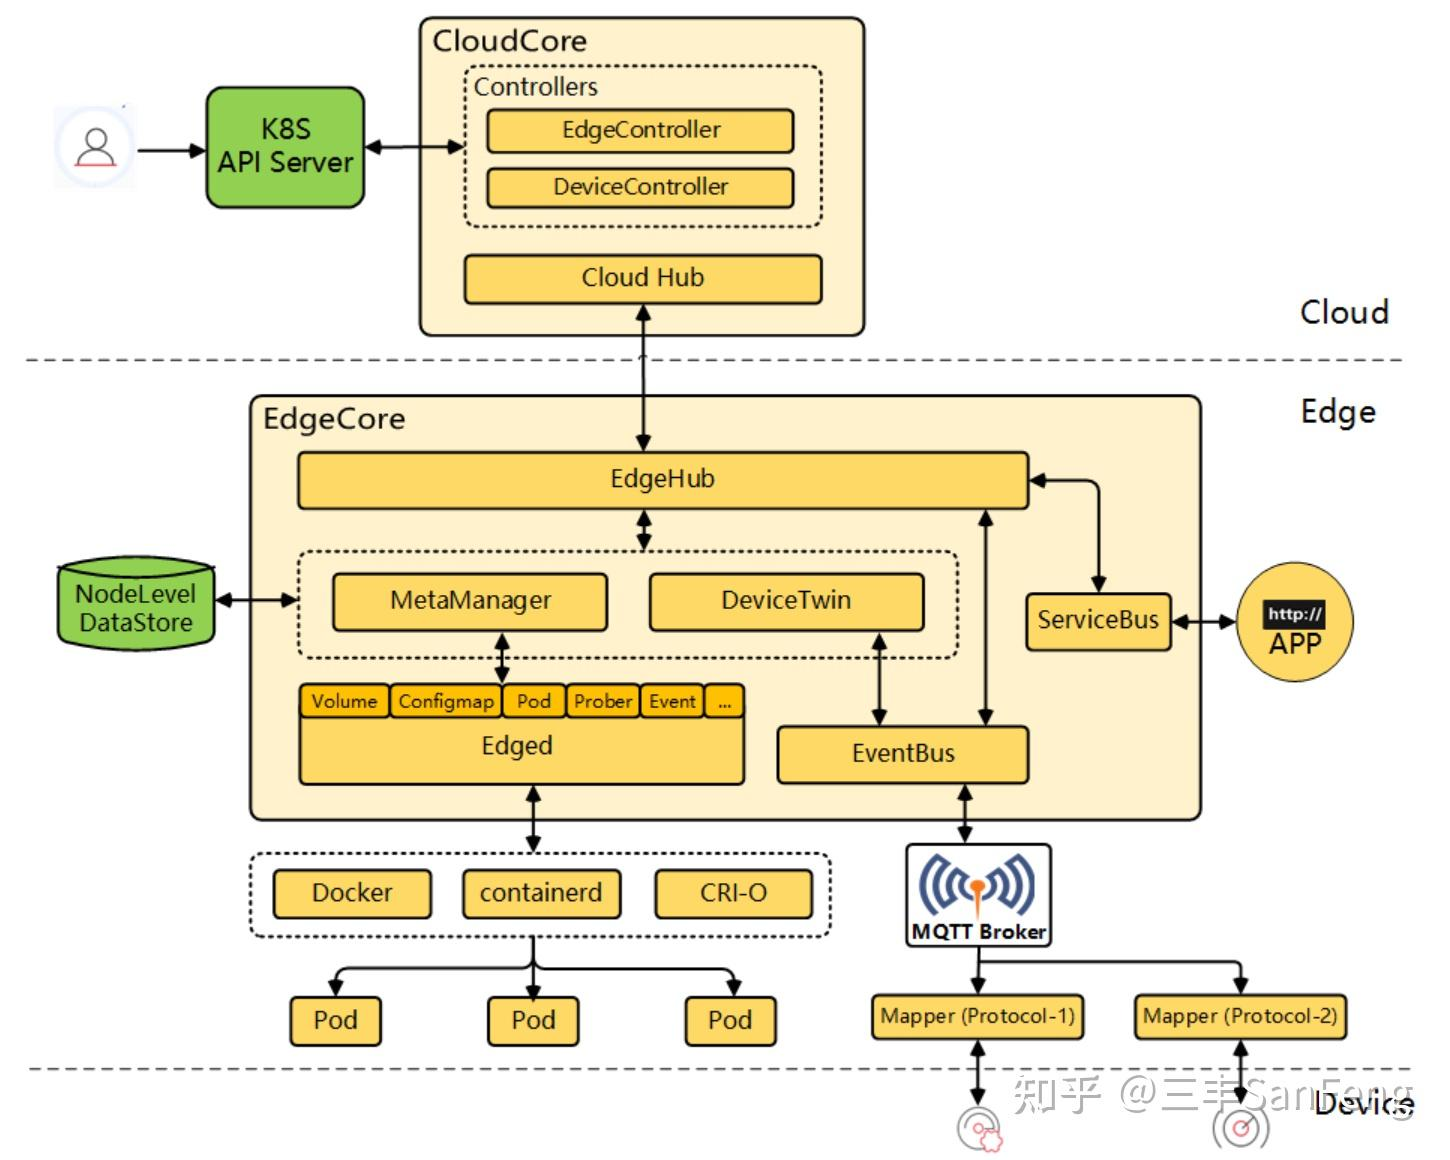 CloudCore
Controllers
EdgeController
DeviceController
Cloud Hub
K8S
API Server
Cloud
Edge
EdgeCore
EdgeHub
NodeLevel
DataStore
MetaManager
DeviceTwin
ServiceBus
http://
APP
Volume
Configmap
Pod
Prober
Event
...
Edged
EventBus
Docker
containerd
CRI-O
MQTT Broker
Pod
Pod
Pod
Mapper (Protocol-1)
Mapper (Protocol-2)
Device
知乎 @三丰SanFeng